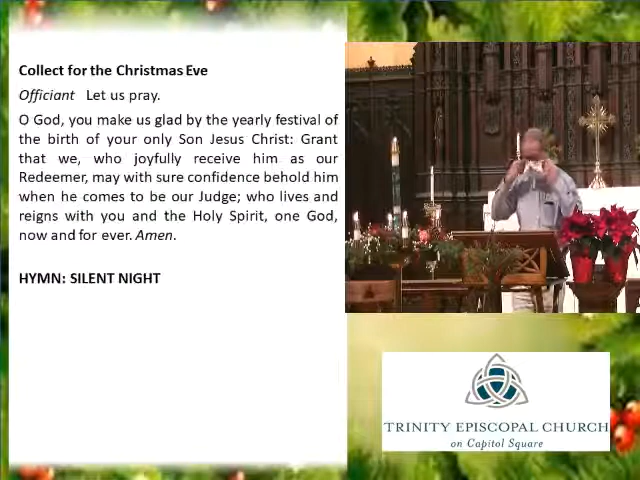 Collect for the Christmas Eve
Officiant Let us pray.
O God, you make us glad by the yearly festival of
the birth of your only Son Jesus Christ: Grant
that we, who joyfully receive him as our
Redeemer, may with sure confidence behold him
when he comes to be our Judge; who lives and
reigns with you and the Holy Spirit, one God,
now and for ever. Amen.
HYMN: SILENT NIGHT
TRINITY EPISCOPAL CHURCH
on Capitol Square